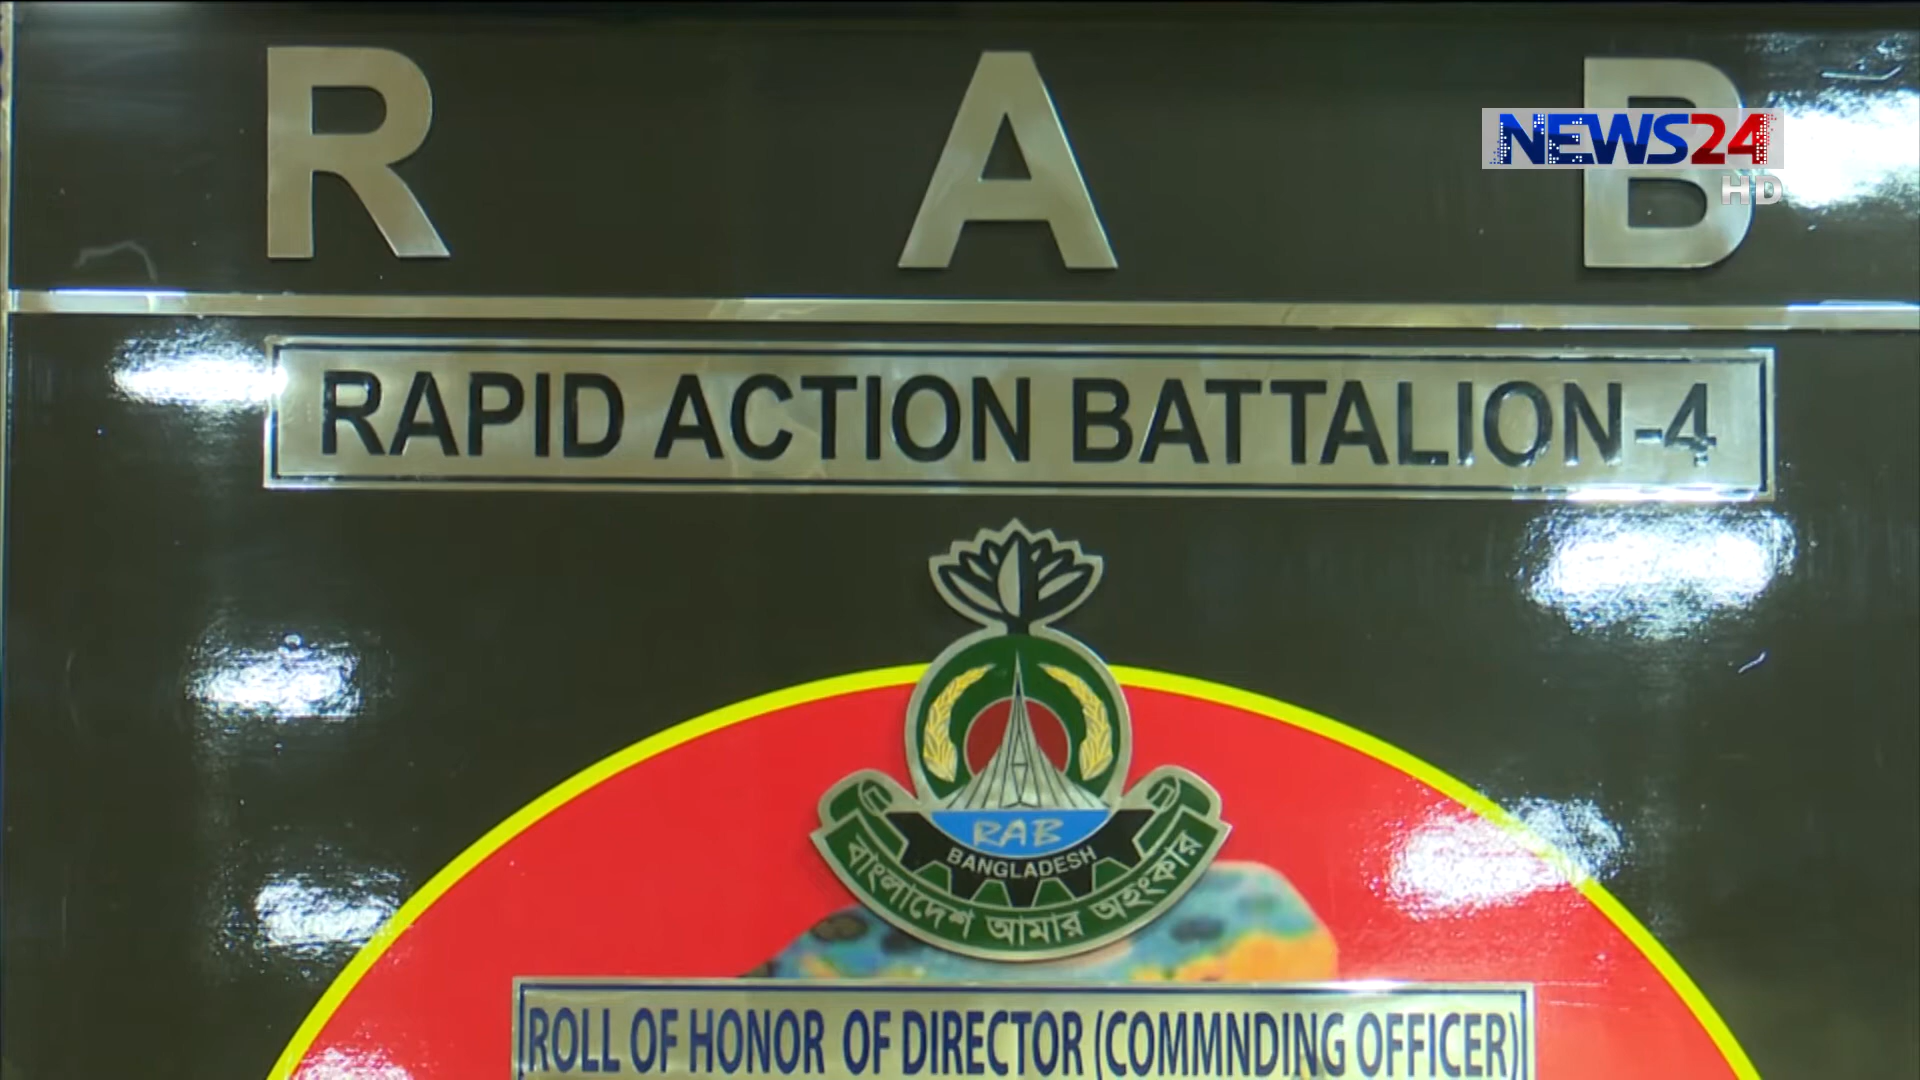 R A B
NEWS24
HD
RAPID ACTION BATTALION-4
RAB
BANGLADESH
বাংলাদেশ আমার অহংকার
ROLL OF HONOR OF DIRECTOR (COMMNDING OFFICER)